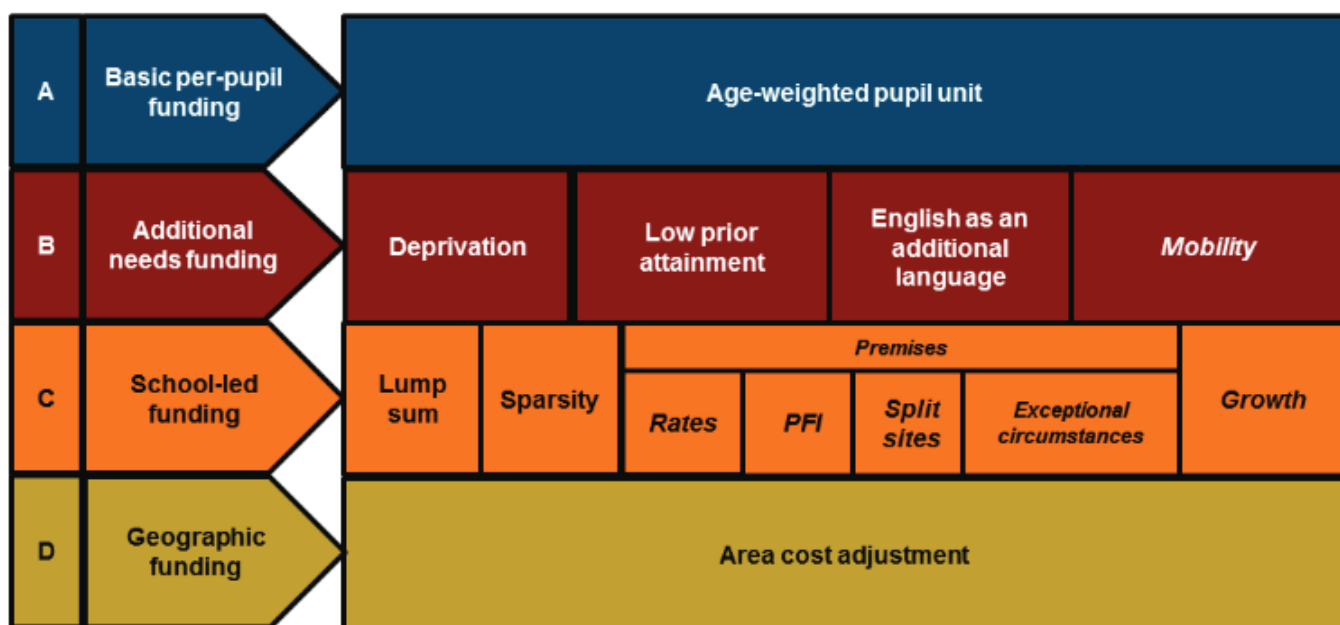 A
Basic per-pupil
funding
Age-weighted pupil unit
B
Additional
needs funding
Deprivation
Low prior
attainment
English as an
additional
language
Mobility
C
School-led
funding
Lump
sum
Sparsity
Premises
Rates
PFI
Split
sites
Exceptional
circumstances
Growth
D
Geographic
funding
Area cost adjustment